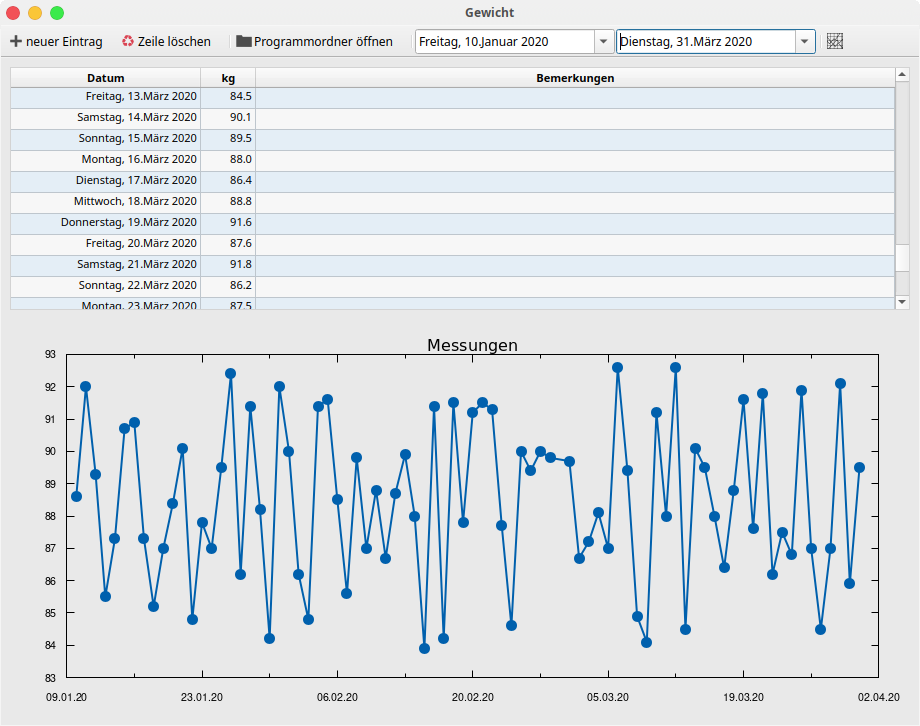 Gewicht
neuer Eintrag Zeile löschen Programmordner öffnen Freitag, 10.Januar 2020 Dienstag, 31.März 2020
Datum kg Bemerkungen
Freitag, 13.März 2020 84.5
Samstag, 14.März 2020 90.1
Sonntag, 15.März 2020 89.5
Montag, 16.März 2020 88.0
Dienstag, 17.März 2020 86.4
Mittwoch, 18.März 2020 88.8
Donnerstag, 19.März 2020 91.6
Freitag, 20.März 2020 87.6
Samstag, 21.März 2020 91.8
Sonntag, 22.März 2020 86.2
Montag, 23.März 2020 87.5
Messungen
93
92
91
90
89
88
87
86
85
84
83
09.01.20 23.01.20 06.02.20 20.02.20 05.03.20 19.03.20 02.04.20